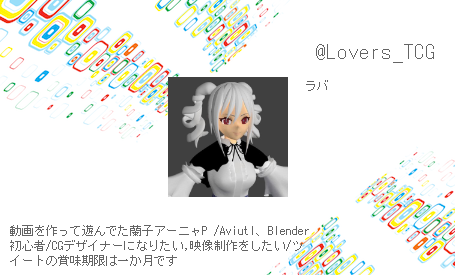 @Lovers_TCG
ラバ
動画を作って遊んでた蘭子アーニャP /Aviutl、Blender
初心者/CGデザイナーになりたい,映像制作をしたい/ツ
イートの賞味期限は一か月です